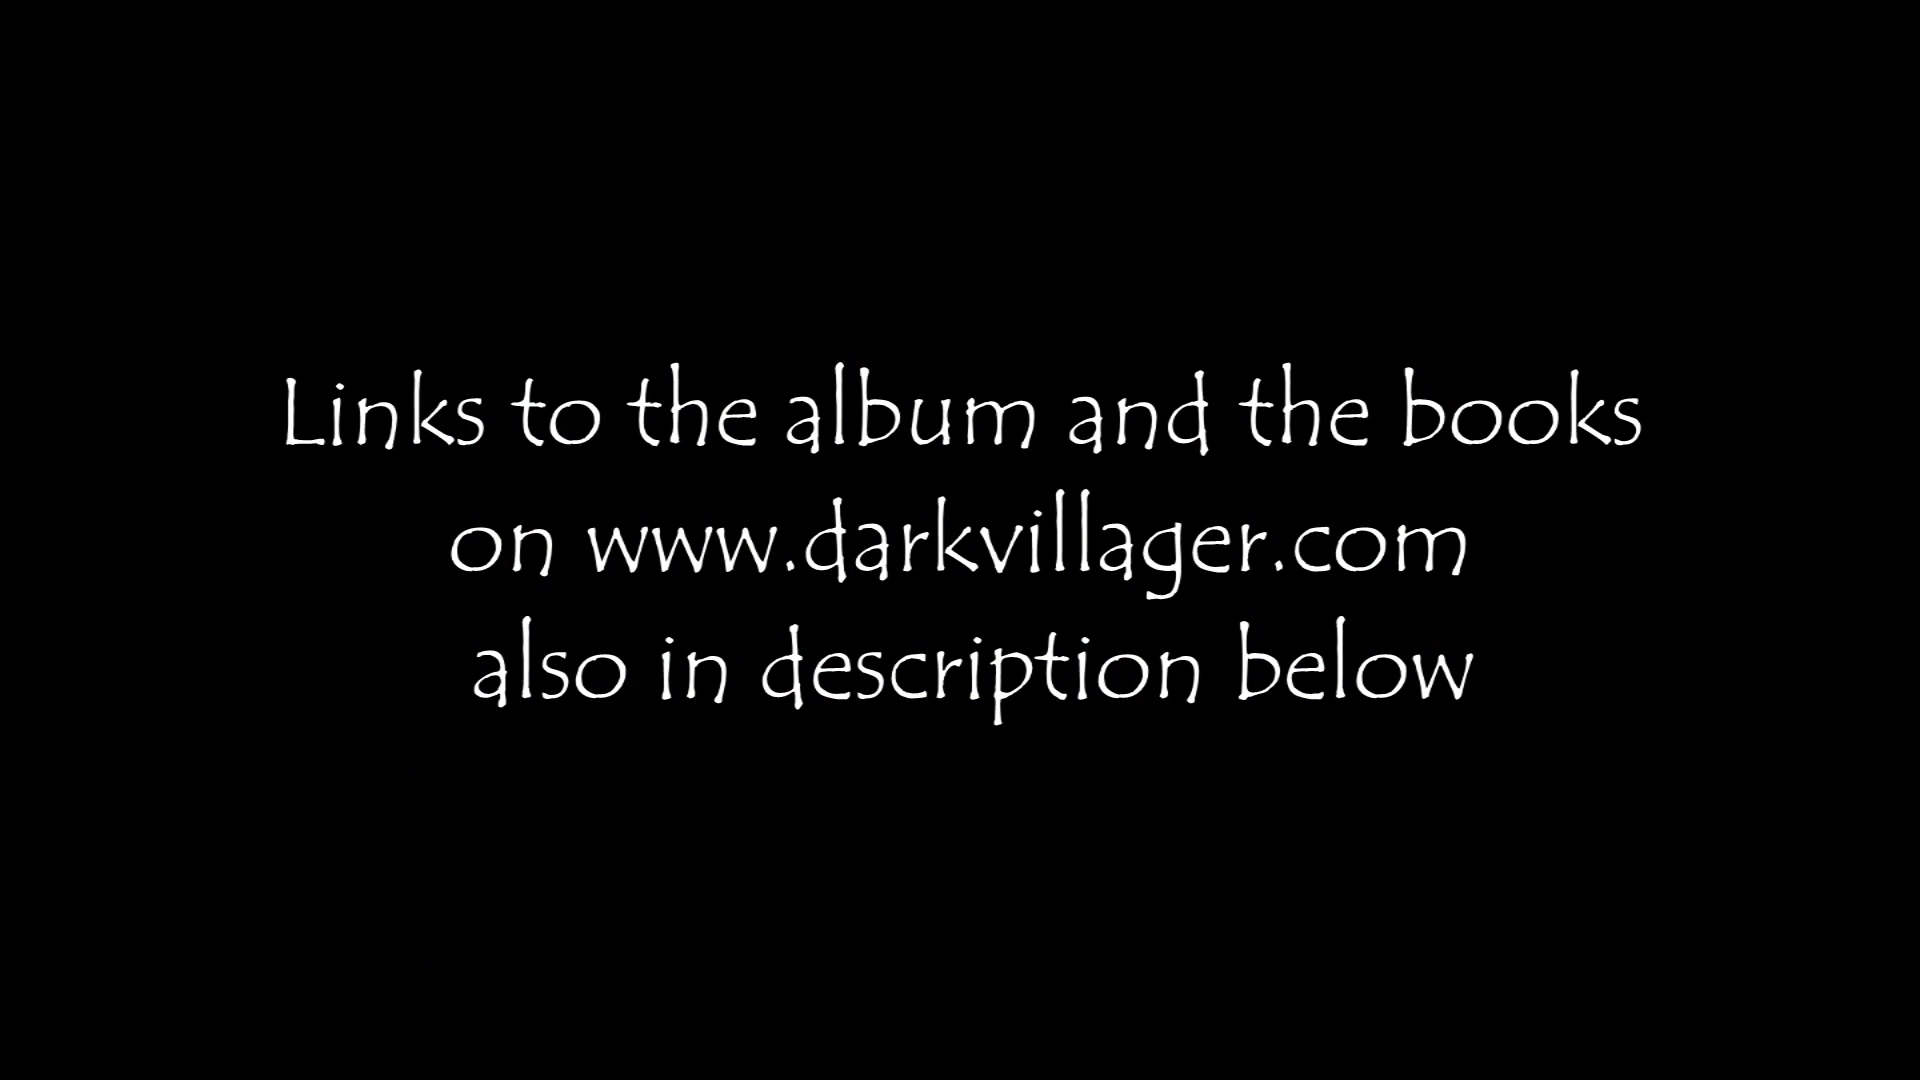 Links to the album and the books
on www.darkvillager.com
also in description below